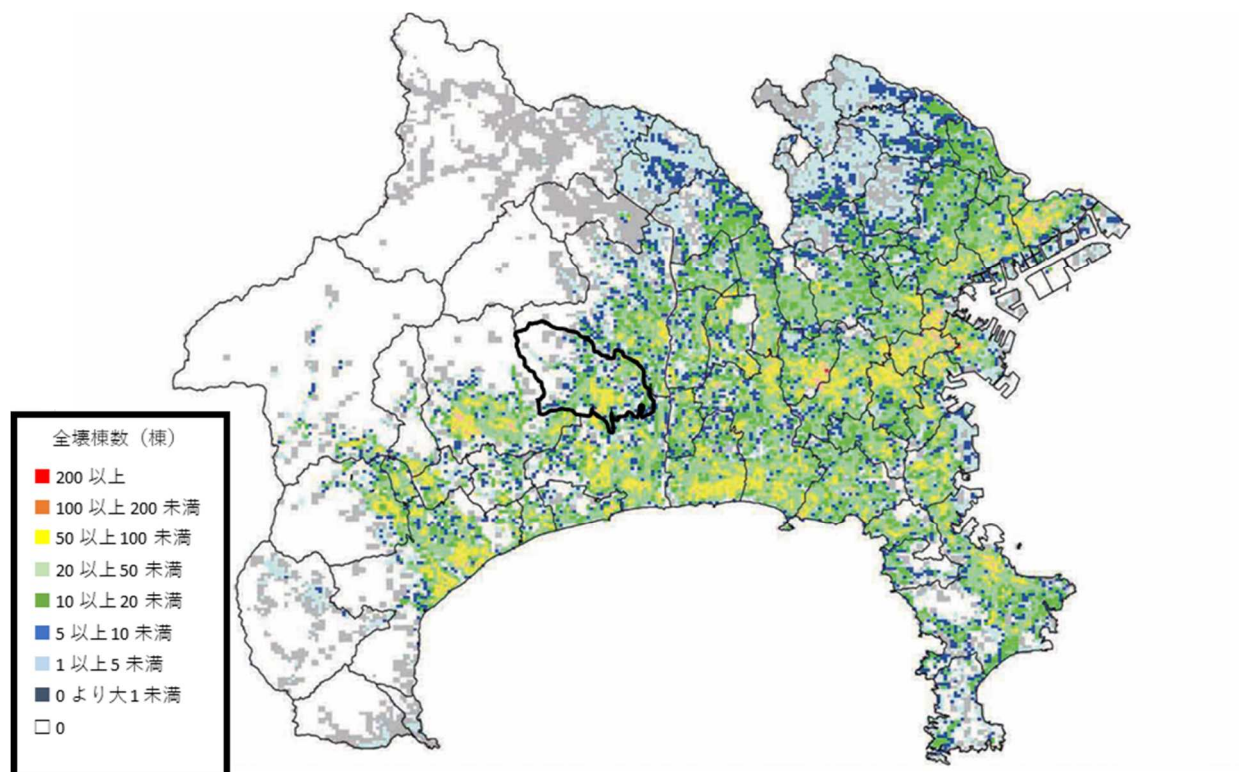 全壊棟数（棟）
200 以上
100 以上 200 未満
50 以上 100 未満
20 以上 50 未満
10 以上 20 未満
5 以上 10 未満
1 以上 5 未満
0 より大 1 未満
0